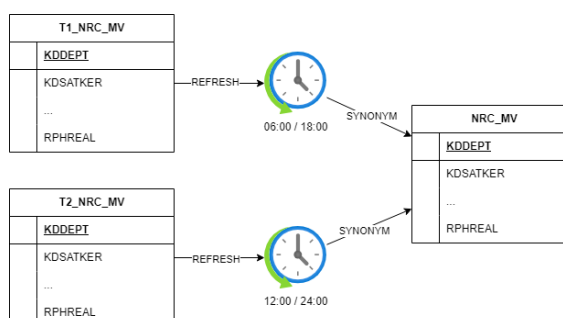 T1_NRC_MV
KDDEPT
KDSATKER
...
RPHREAL
REFRESH
06:00 / 18:00
SYNONYM
NRC_MV
KDDEPT
KDSATKER
...
RPHREAL
T2_NRC_MV
KDDEPT
KDSATKER
...
RPHREAL
REFRESH
12:00 / 24:00
SYNONYM